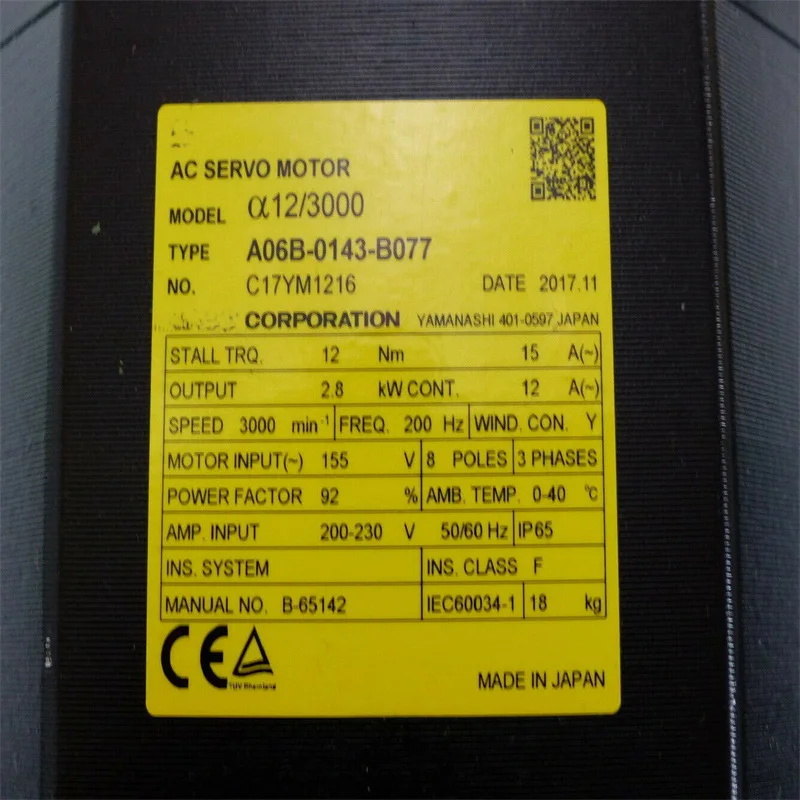 AC SERVO MOTOR
MODEL α12/3000
TYPE A06B-0143-B077
NO. C17YM1216 DATE 2017.11
CORPORATION YAMANASHI 401-0597 JAPAN
STALL TRQ. 12 Nm 15 A(~)
OUTPUT 2.8 kW CONT. 12 A(~)
SPEED 3000 min-1 FREQ. 200 Hz WIND. CON. Y
MOTOR INPUT(~) 155 V 8 POLES 3 PHASES
POWER FACTOR 92 % AMB. TEMP. 0-40 ℃
AMP. INPUT 200-230 V 50/60 Hz IP65
INS. SYSTEM INS. CLASS F
MANUAL NO. B-65142 IEC60034-1 18 kg
CE TUV Rheinland
MADE IN JAPAN